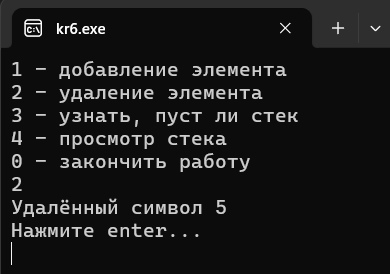 kr6.exe
1 - добавление элемента
2 - удаление элемента
3 - узнать, пуст ли стек
4 - просмотр стека
0 - закончить работу
2
Удалённый символ 5
Нажмите enter...